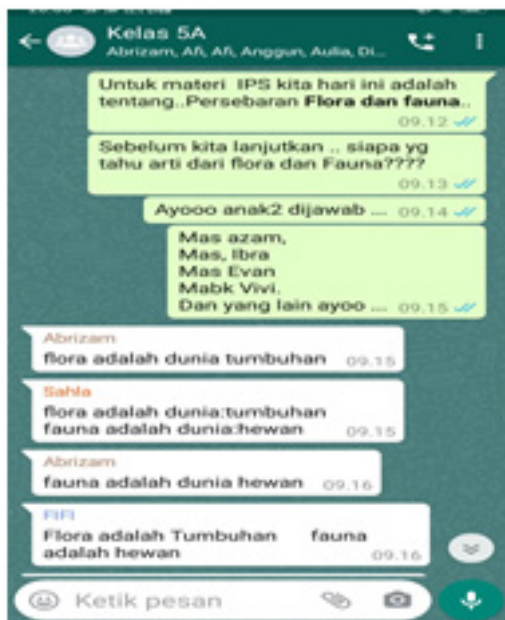 Kelas 5A
Abrizam, Afi, Afi, Anggun, Aulia, Di...
Untuk materi IPS kita hari ini adalah
tentang..Persebaran Flora dan fauna..
09.12
Sebelum kita lanjutkan .. siapa yg
tahu arti dari flora dan Fauna????
09.13
Ayooo anak2 dijawab ... 09.14
Mas azam,
Mas, Ibra
Mas Evan
Mabk Vivi.
Dan yang lain ayoo ... 09.15
Abrizam
flora adalah dunia tumbuhan 09.15
Sahla
flora adalah dunia:tumbuhan
fauna adalah dunia:hewan 09.15
Abrizam
fauna adalah dunia hewan 09.16
FIFI
Flora adalah Tumbuhan fauna
adalah hewan 09.16
Ketik pesan